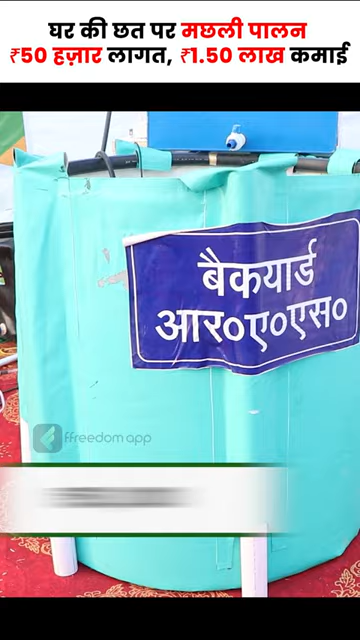 घर की छत पर मछली पालन
₹50 हज़ार लागत, ₹1.50 लाख कमाई
बैकयार्ड
आर०ए०एस०
ffreedom app